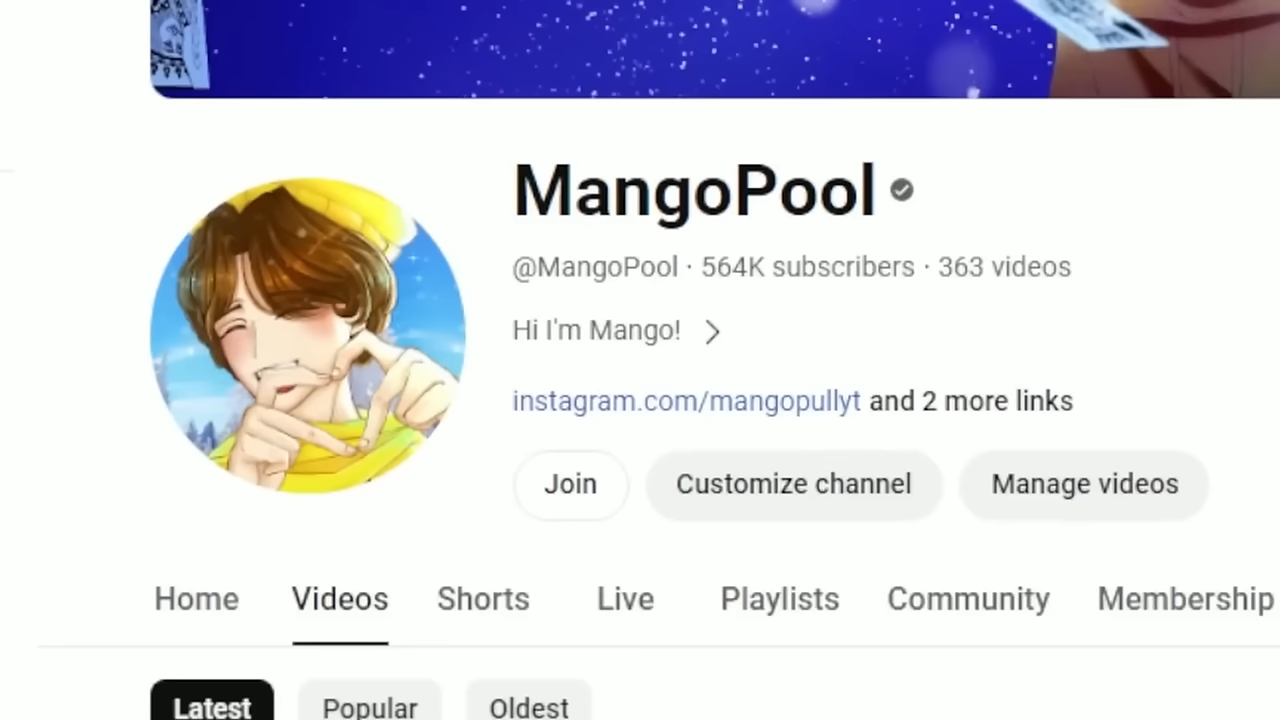 MangoPool
@MangoPool · 564K subscribers · 363 videos
Hi I'm Mango!
instagram.com/mangopullyt and 2 more links
Join Customize channel Manage videos
Home Videos Shorts Live Playlists Community Membership
Latest Popular Oldest